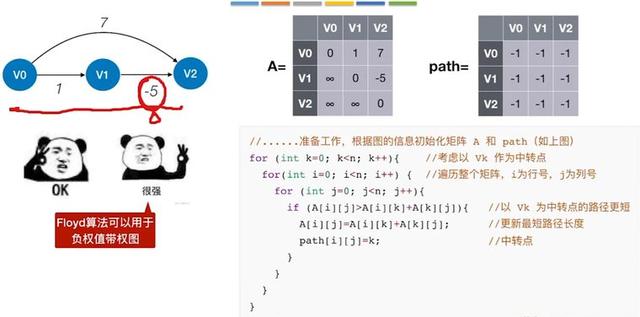 7
V0
V1
V2
1
-5
OK
很强
Floyd算法可以用于
负权值带权图
A=
V0 V1 V2
V0 0 1 7
V1 ∞ 0 -5
V2 ∞ ∞ 0
path=
V0 V1 V2
V0 -1 -1 -1
V1 -1 -1 -1
V2 -1 -1 -1
//......准备工作，根据图的信息初始化矩阵 A 和 path（如上图）
for (int k=0; k<n; k++){ //考虑以 Vk 作为中转点
for(int i=0; i<n; i++) { //遍历整个矩阵，i为行号，j为列号
for (int j=0; j<n; j++){
if (A[i][j]>A[i][k]+A[k][j]){ //以 Vk 为中转点的路径更短
A[i][j]=A[i][k]+A[k][j]; //更新最短路径长度
path[i][j]=k; //中转点
}
}
}
}